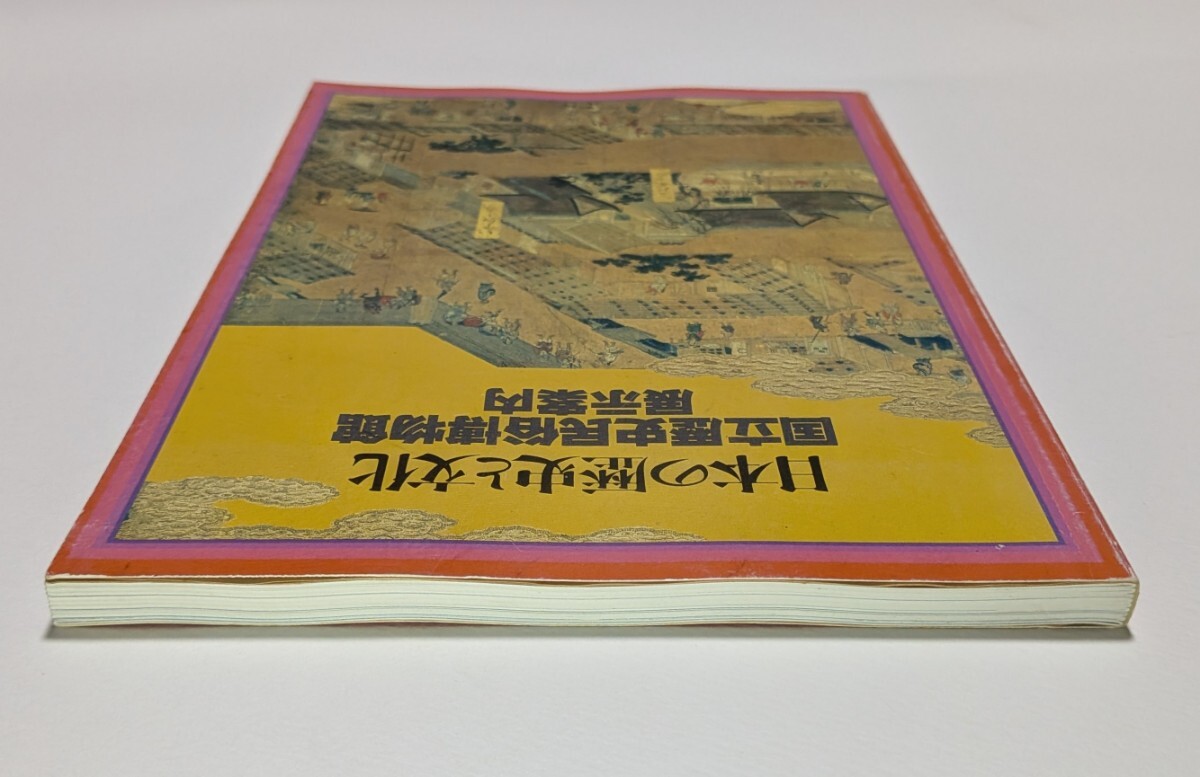 日本の歴史と文化
国立歴史民俗博物館
展示案内